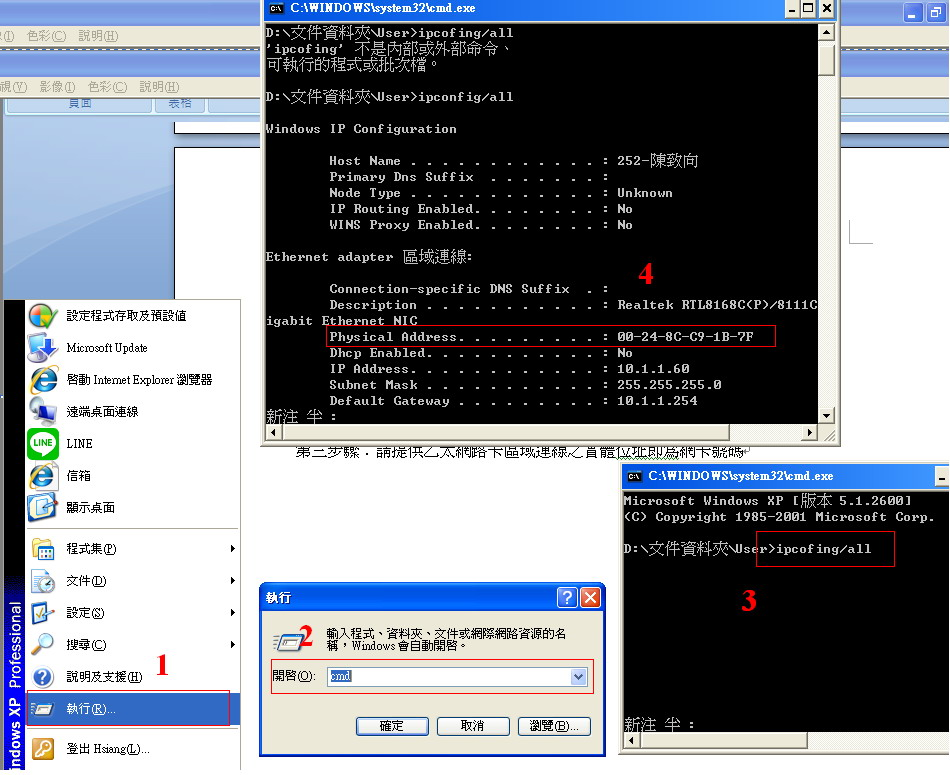 C:\WINDOWS\system32\cmd.exe
色彩(C) 說明(H)
影像(I) 色彩(C) 說明(H)
頁面 表格
D:\文件資料夾\User>ipcofing/all
'ipcofing' 不是內部或外部命令、
可執行的程式或批次檔。
D:\文件資料夾\User>ipconfig/all
Windows IP Configuration
Host Name . . . . . . . . . . . . : 252-陳致向
Primary Dns Suffix . . . . . . . :
Node Type . . . . . . . . . . . . : Unknown
IP Routing Enabled. . . . . . . . : No
WINS Proxy Enabled. . . . . . . . : No
Ethernet adapter 區域連線:
4
Connection-specific DNS Suffix . :
Description . . . . . . . . . . . : Realtek RTL8168C(P)/8111C
igabit Ethernet NIC
Physical Address. . . . . . . . . : 00-24-8C-C9-1B-7F
Dhcp Enabled. . . . . . . . . . . : No
IP Address. . . . . . . . . . . . : 10.1.1.60
Subnet Mask . . . . . . . . . . . : 255.255.255.0
Default Gateway . . . . . . . . . : 10.1.1.254
新注 半 :
第三步驟：請提供乙太網路卡區域連線之實體位址即為網卡號碼
設定程式存取及預設值
Microsoft Update
啟動 Internet Explorer 瀏覽器
遠端桌面連線
LINE
LINE
信箱
顯示桌面
程式集(P)
文件(D)
設定(S)
搜尋(C)
說明及支援(H)
1
執行(R)...
登出 Hsiang(L)...
ndows XP Professional
執行
2
輸入程式、資料夾、文件或網際網路資源的名
稱，Windows 會自動開啟。
開啟(O): cmd
確定 取消 瀏覽(B)...
C:\WINDOWS\system32\cmd.exe
Microsoft Windows XP [版本 5.1.2600]
(C) Copyright 1985-2001 Microsoft Corp.
D:\文件資料夾\User>ipcofing/all
3
新注 半 :